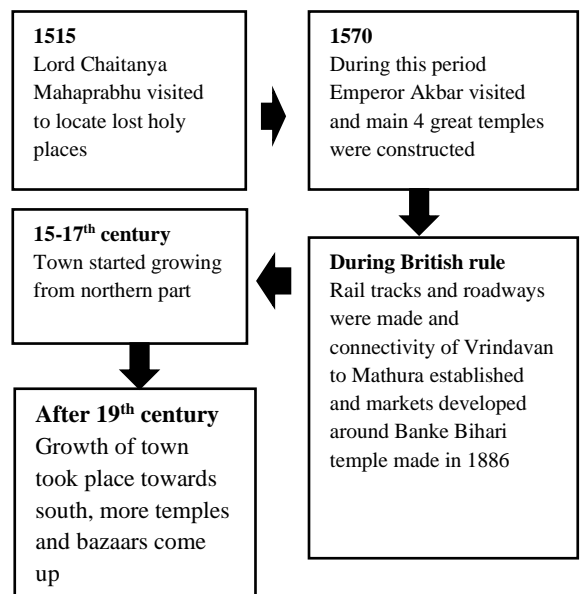 1515
Lord Chaitanya
Mahaprabhu visited
to locate lost holy
places
1570
During this period
Emperor Akbar visited
and main 4 great temples
were constructed
During British rule
Rail tracks and roadways
were made and
connectivity of Vrindavan
to Mathura established
and markets developed
around Banke Bihari
temple made in 1886
15-17th century
Town started growing
from northern part
After 19th century
Growth of town
took place towards
south, more temples
and bazaars come
up